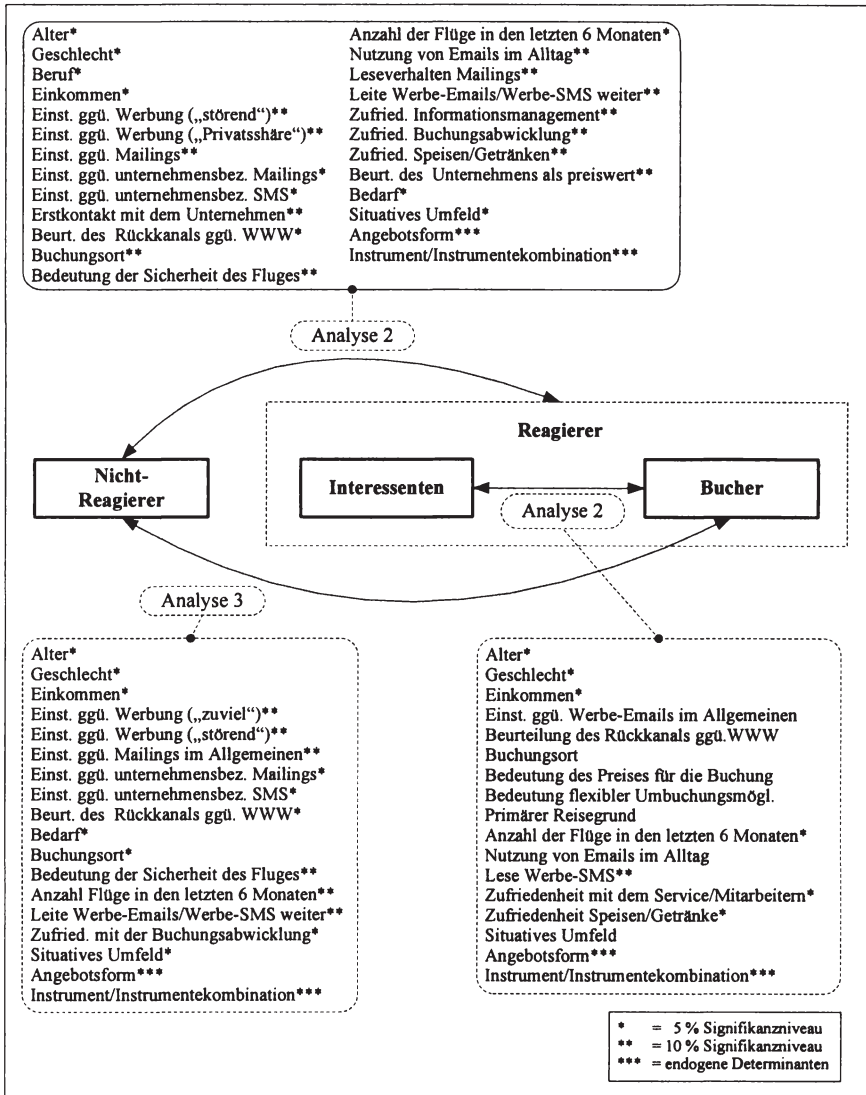 Alter*
Geschlecht*
Beruf*
Einkommen*
Einst. ggü. Werbung („störend“)**
Einst. ggü. Werbung („Privatsshäre“)**
Einst. ggü. Mailings**
Einst. ggü. unternehmensbez. Mailings*
Einst. ggü. unternehmensbez. SMS*
Erstkontakt mit dem Unternehmen**
Beurt. des Rückkanals ggü. WWW*
Buchungsort**
Bedeutung der Sicherheit des Fluges**
Anzahl der Flüge in den letzten 6 Monaten*
Nutzung von Emails im Alltag**
Leseverhalten Mailings**
Leite Werbe-Emails/Werbe-SMS weiter**
Zufried. Informationsmanagement**
Zufried. Buchungsabwicklung**
Zufried. Speisen/Getränken**
Beurt. des Unternehmens als preiswert**
Bedarf*
Situatives Umfeld*
Angebotsform***
Instrument/Instrumentekombination***
Analyse 2
Reagierer
Nicht-
Reagierer
Interessenten
Bucher
Analyse 2
Analyse 3
Alter*
Geschlecht*
Einkommen*
Einst. ggü. Werbung („zuviel“)**
Einst. ggü. Werbung („störend“)**
Einst. ggü. Mailings im Allgemeinen**
Einst. ggü. unternehmensbez. Mailings*
Einst. ggü. unternehmensbez. SMS*
Beurt. des Rückkanals ggü. WWW*
Bedarf*
Buchungsort*
Bedeutung der Sicherheit des Fluges**
Anzahl Flüge in den letzten 6 Monaten**
Leite Werbe-Emails/Werbe-SMS weiter**
Zufried. mit der Buchungsabwicklung*
Situatives Umfeld*
Angebotsform***
Instrument/Instrumentekombination***
Alter*
Geschlecht*
Einkommen*
Einst. ggü. Werbe-Emails im Allgemeinen
Beurteilung des Rückkanals ggü.WWW
Buchungsort
Bedeutung des Preises für die Buchung
Bedeutung flexibler Umbuchungsmögl.
Primärer Reisegrund
Anzahl der Flüge in den letzten 6 Monaten*
Nutzung von Emails im Alltag
Lese Werbe-SMS**
Zufriedenheit mit dem Service/Mitarbeitern*
Zufriedenheit Speisen/Getränke*
Situatives Umfeld
Angebotsform***
Instrument/Instrumentekombination***
* = 5 % Signifikanzniveau
** = 10 % Signifikanzniveau
*** = endogene Determinanten